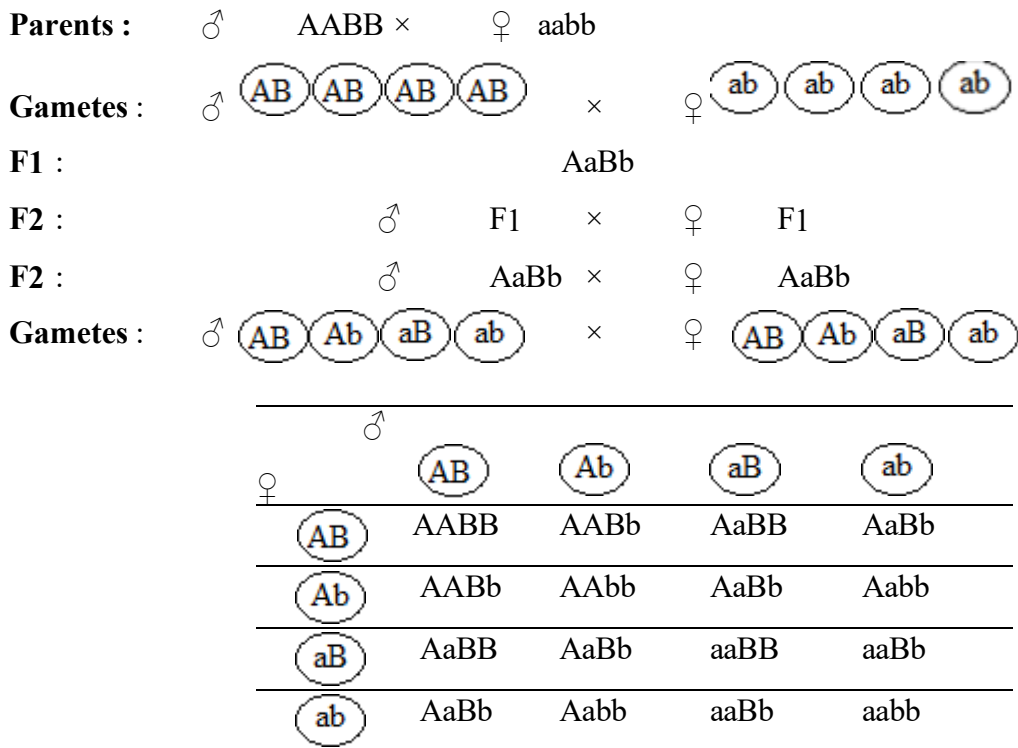 Parents : ♂ AABB × ♀ aabb
Gametes : ♂ AB AB AB AB × ♀ ab ab ab ab
F1 : AaBb
F2 : ♂ F1 × ♀ F1
F2 : ♂ AaBb × ♀ AaBb
Gametes : ♂ AB Ab aB ab × ♀ AB Ab aB ab
♂
♀ AB Ab aB ab
AB AABB AABb AaBB AaBb
Ab AABb AAbb AaBb Aabb
aB AaBB AaBb aaBB aaBb
ab AaBb Aabb aaBb aabb